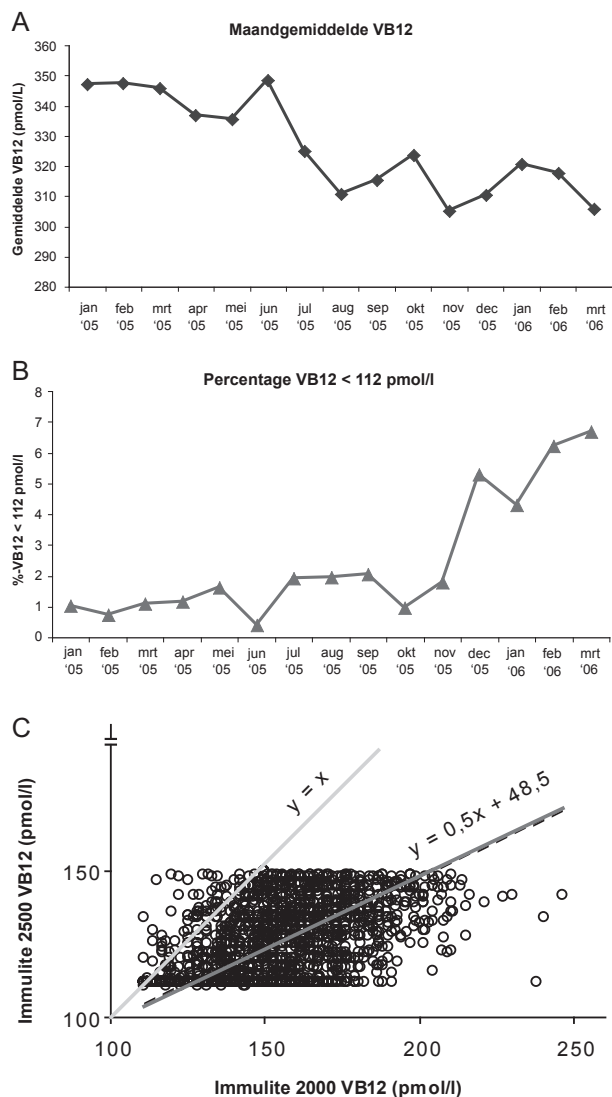 A
Maandgemiddelde VB12
Gemiddelde VB12 (pmol/L)
360
350
340
330
320
310
300
290
280
jan feb mrt apr mei jun jul aug sep okt nov dec jan feb mrt
‘05 ‘05 ‘05 ‘05 ‘05 ‘05 ‘05 ‘05 ‘05 ‘05 ‘05 ‘05 ‘06 ‘06 ‘06
B
Percentage VB12 < 112 pmol/l
%-VB12 < 112 pmol/l
8
7
6
5
4
3
2
1
0
jan feb mrt apr mei jun jul aug sep okt nov dec jan feb mrt
‘05 ‘05 ‘05 ‘05 ‘05 ‘05 ‘05 ‘05 ‘05 ‘05 ‘05 ‘05 ‘06 ‘06 ‘06
C
Immulite 2500 VB12 (pmol/l)
y = x
y = 0,5x + 48,5
150
100
100 150 200 250
Immulite 2000 VB12 (pmol/l)